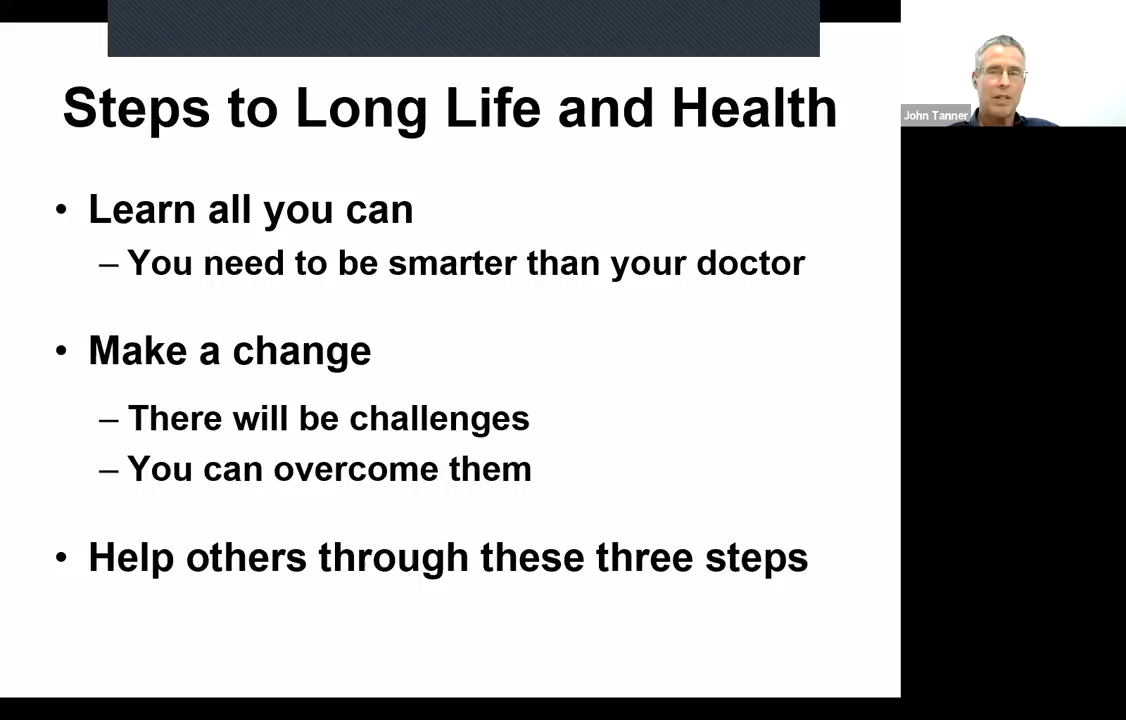 Steps to Long Life and Health
• Learn all you can
– You need to be smarter than your doctor
• Make a change
– There will be challenges
– You can overcome them
• Help others through these three steps
John Tanner